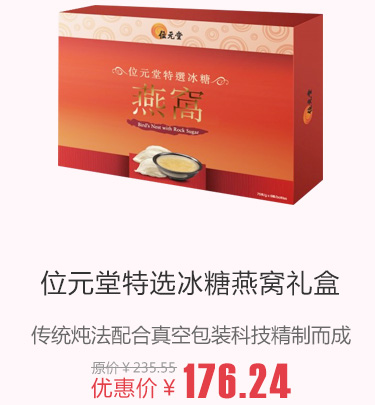 位元堂
位元堂特選冰糖
燕窩
Bird's Nest with Rock Sugar
位元堂特选冰糖燕窝礼盒
传统炖法配合真空包装科技精制而成
原价￥235.55
优惠价￥176.24